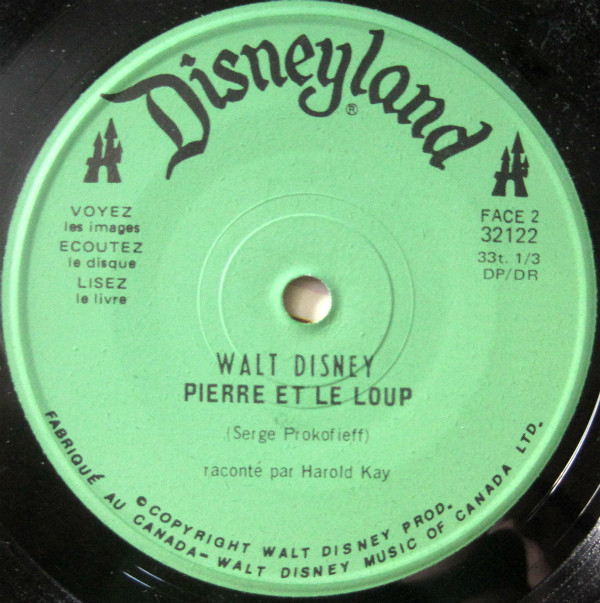 Disneyland®
VOYEZ
les images
ECOUTEZ
le disque
LISEZ
le livre
FACE 2
32122
33t. 1/3
DP/DR
WALT DISNEY
PIERRE ET LE LOUP
(Serge Prokofieff)
raconté par Harold Kay
©COPYRIGHT WALT DISNEY PROD.
FABRIQUÉ AU CANADA-WALT DISNEY MUSIC OF CANADA LTD.